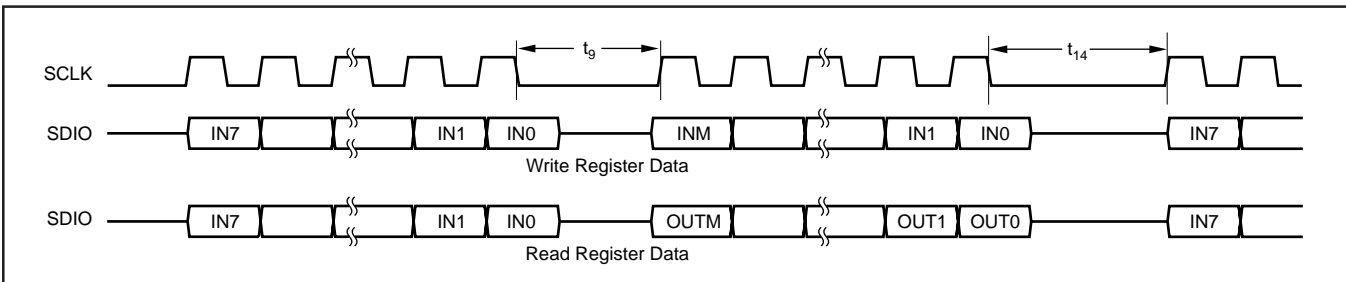 t9 t14
SCLK
SDIO IN7 IN1 IN0 INM IN1 IN0 IN7
Write Register Data
SDIO IN7 IN1 IN0 OUTM OUT1 OUT0 IN7
Read Register Data